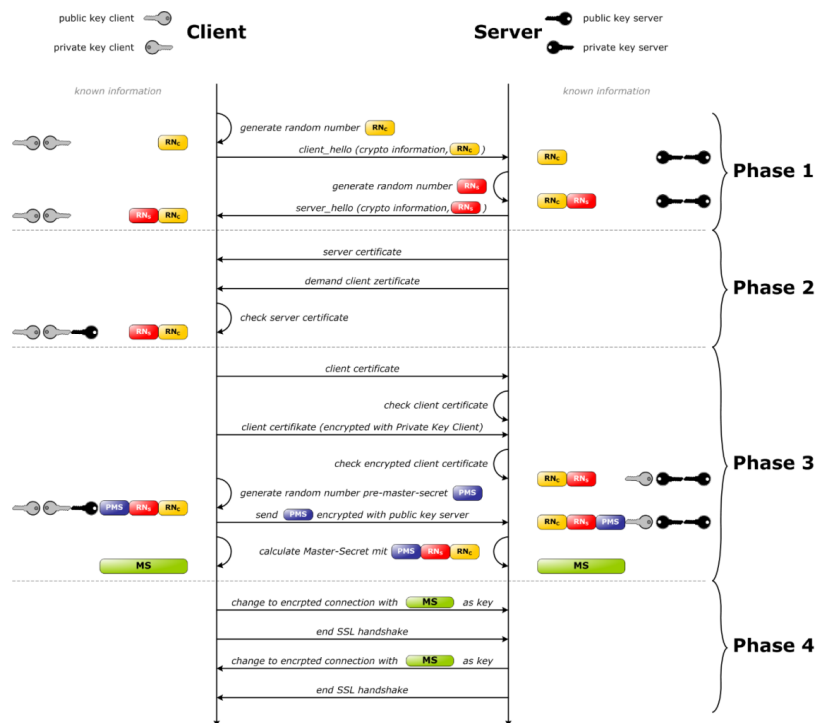 public key client
private key client
Client
Server
public key server
private key server
known information
known information
generate random number RNc
RNc
client_hello (crypto information, RNc )
RNc
Phase 1
generate random number RNs
RNc RNs
server_hello (crypto information, RNs )
RNs RNc
server certificate
demand client zertificate
Phase 2
check server certificate
RNs RNc
client certificate
check client certificate
client certifikate (encrypted with Private Key Client)
check encrypted client certificate
Phase 3
RNc RNs
generate random number pre-master-secret PMS
PMS RNs RNc
send PMS encrypted with public key server
RNc RNs PMS
calculate Master-Secret mit PMS RNs RNc
MS
MS
change to encrpted connection with MS as key
end SSL handshake
Phase 4
change to encrpted connection with MS as key
end SSL handshake